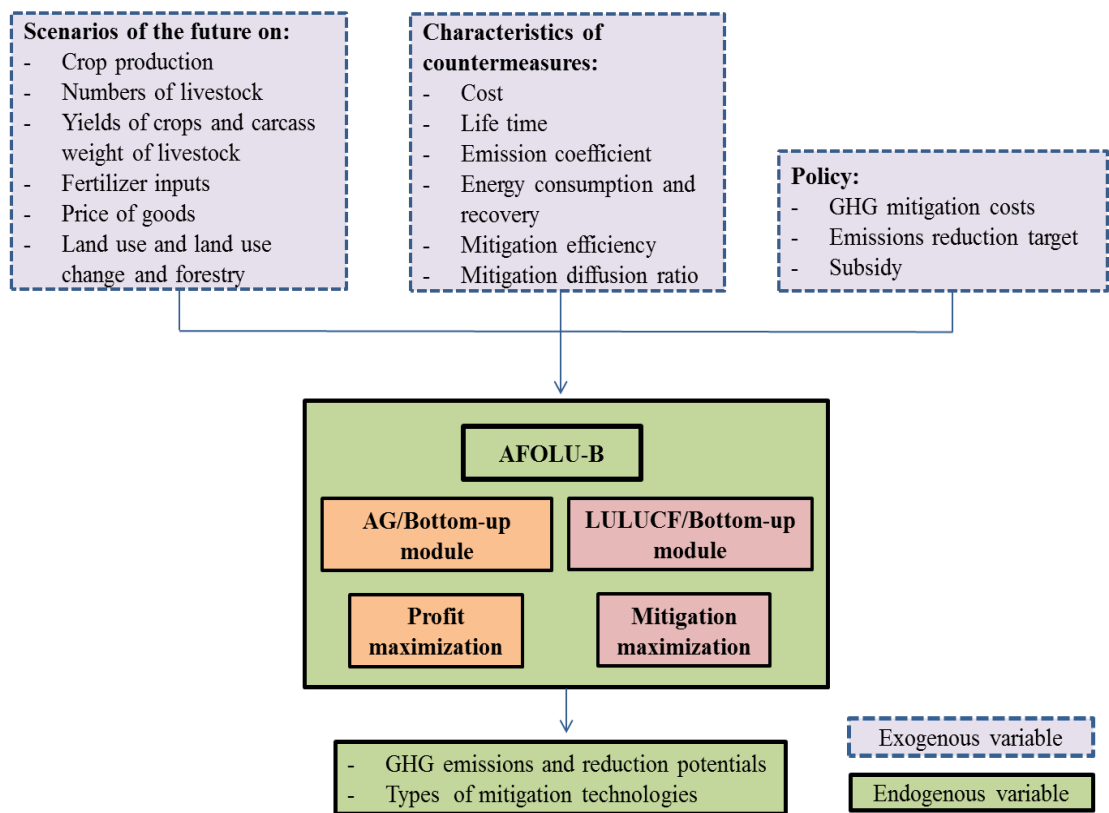 Scenarios of the future on:
- Crop production
- Numbers of livestock
- Yields of crops and carcass
weight of livestock
- Fertilizer inputs
- Price of goods
- Land use and land use
change and forestry
Characteristics of
countermeasures:
- Cost
- Life time
- Emission coefficient
- Energy consumption and
recovery
- Mitigation efficiency
- Mitigation diffusion ratio
Policy:
- GHG mitigation costs
- Emissions reduction target
- Subsidy
AFOLU-B
AG/Bottom-up
module
LULUCF/Bottom-up
module
Profit
maximization
Mitigation
maximization
- GHG emissions and reduction potentials
- Types of mitigation technologies
Exogenous variable
Endogenous variable